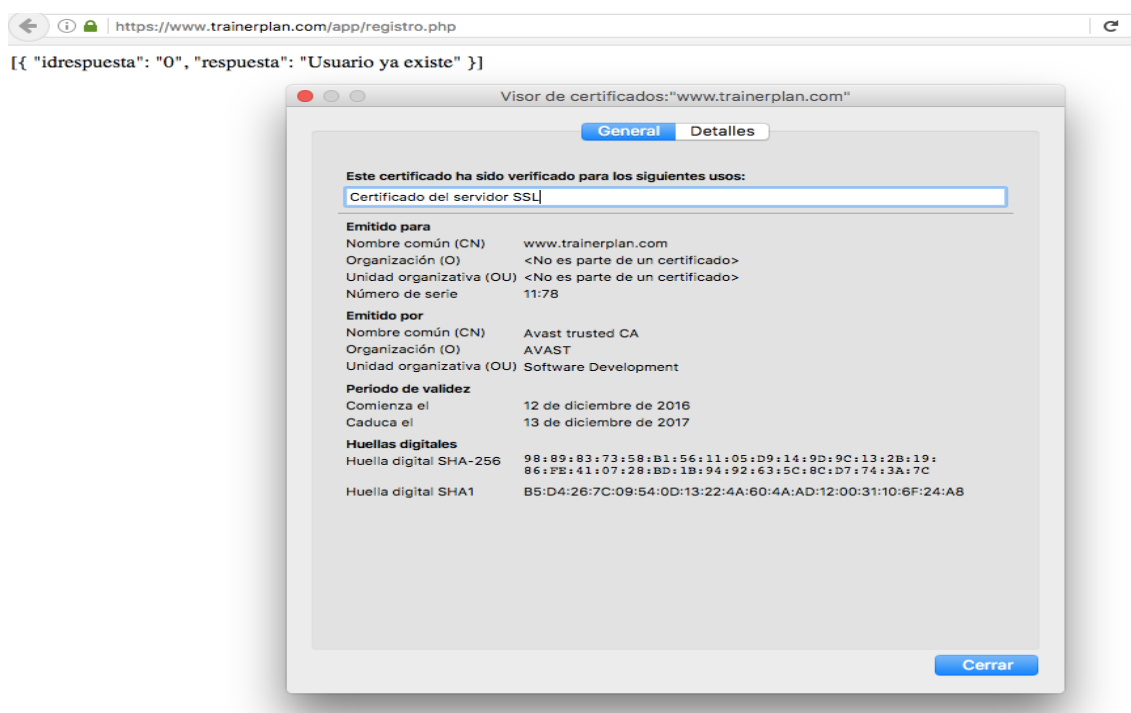 https://www.trainerplan.com/app/registro.php
[{ "idrespuesta": "0", "respuesta": "Usuario ya existe" }]
Visor de certificados:"www.trainerplan.com"
General Detalles
Este certificado ha sido verificado para los siguientes usos:
Certificado del servidor SSL
Emitido para
Nombre común (CN) www.trainerplan.com
Organización (O) <No es parte de un certificado>
Unidad organizativa (OU) <No es parte de un certificado>
Número de serie 11:78
Emitido por
Nombre común (CN) Avast trusted CA
Organización (O) AVAST
Unidad organizativa (OU) Software Development
Periodo de validez
Comienza el 12 de diciembre de 2016
Caduca el 13 de diciembre de 2017
Huellas digitales
Huella digital SHA-256 98:89:83:73:58:B1:56:11:05:D9:14:9D:9C:13:2B:19:
86:FE:41:07:28:BD:1B:94:92:63:5C:8C:D7:74:3A:7C
Huella digital SHA1 B5:D4:26:7C:09:54:0D:13:22:4A:60:4A:AD:12:00:31:10:6F:24:A8
Cerrar